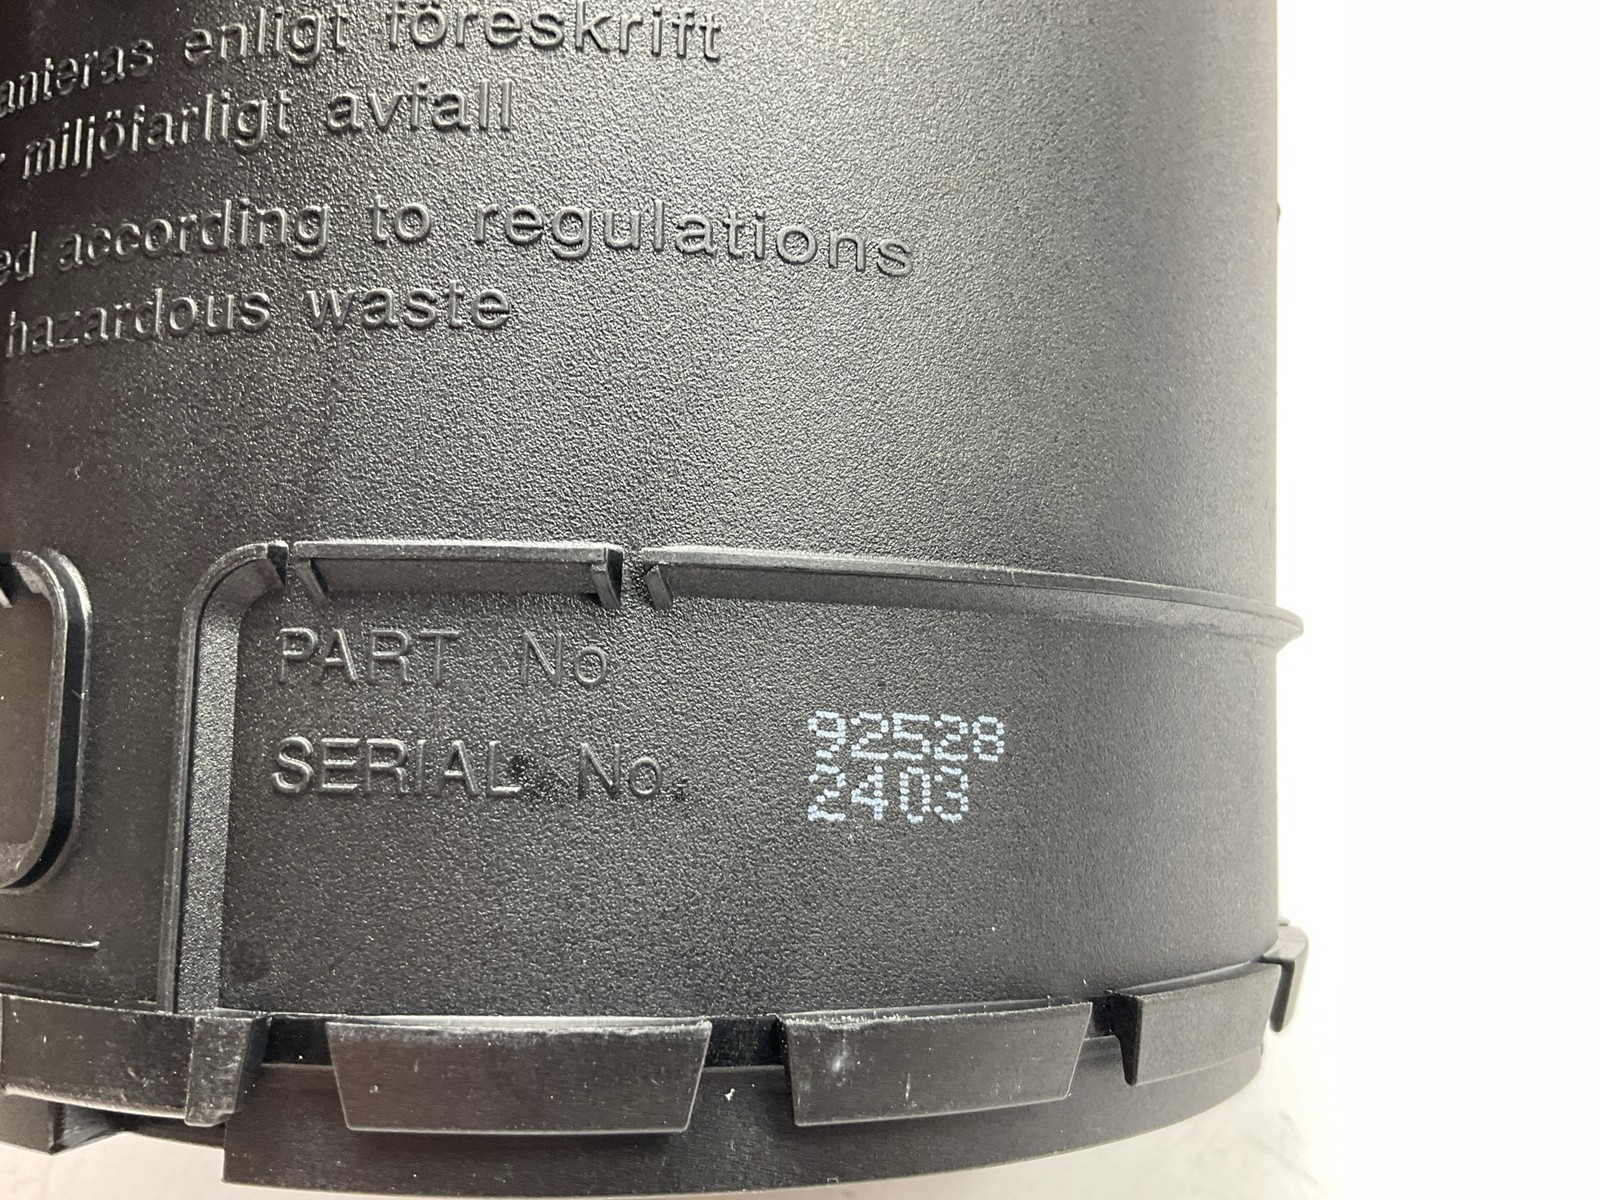 anteras enligt föreskrift
miljöfarligt avfall
ed according to regulations
hazardous waste
PART No
SERIAL No.
92528
2403